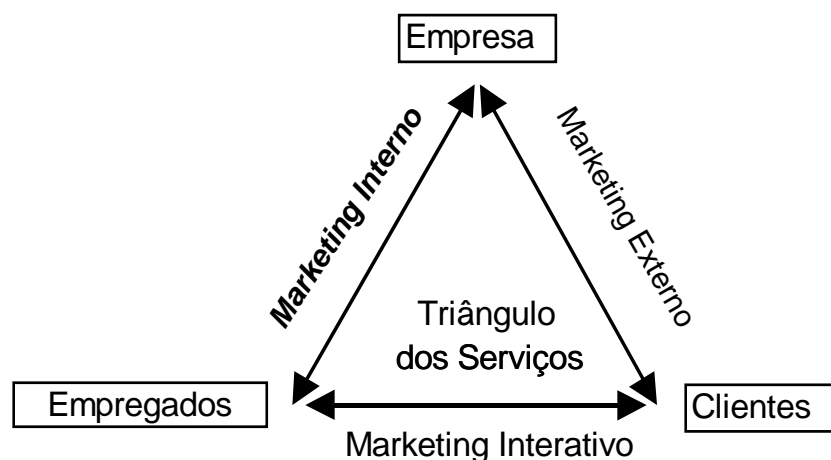 Empresa
Marketing Interno
Marketing Externo
Triângulo
dos Serviços
Empregados
Clientes
Marketing Interativo